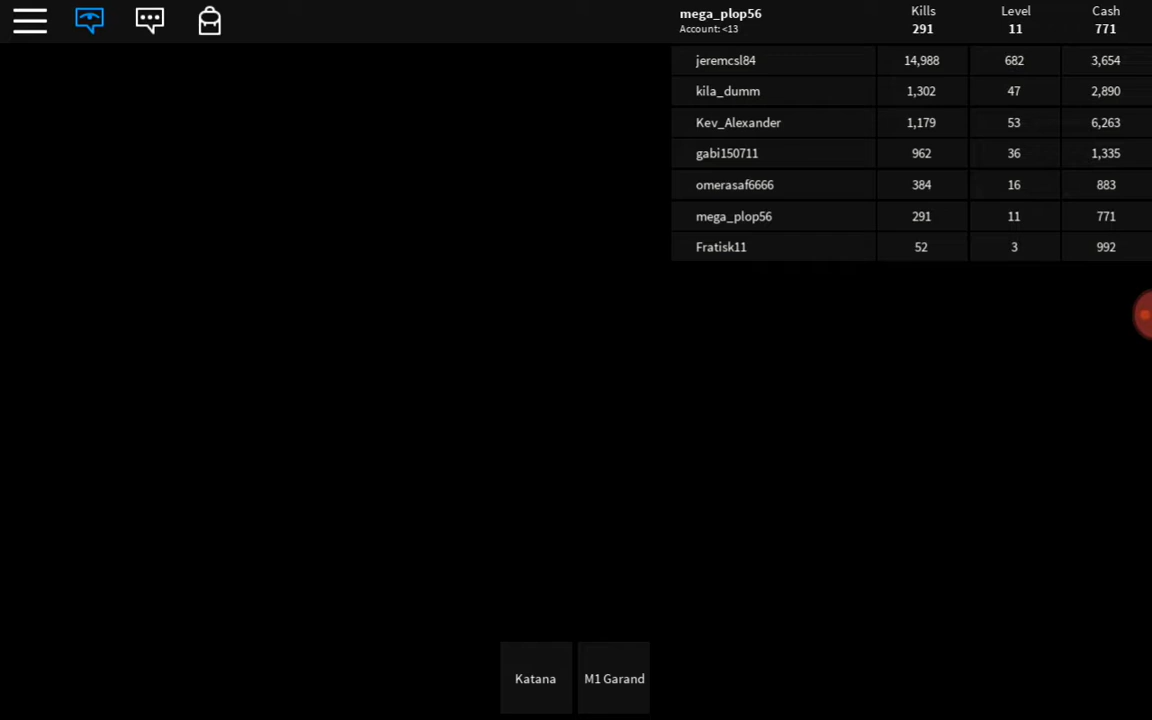 mega_plop56 Kills Level Cash
Account: <13 291 11 771
jeremcsl84 14,988 682 3,654
kila_dumm 1,302 47 2,890
Kev_Alexander 1,179 53 6,263
gabi150711 962 36 1,335
omerasaf6666 384 16 883
mega_plop56 291 11 771
Fratisk11 52 3 992
Katana M1 Garand